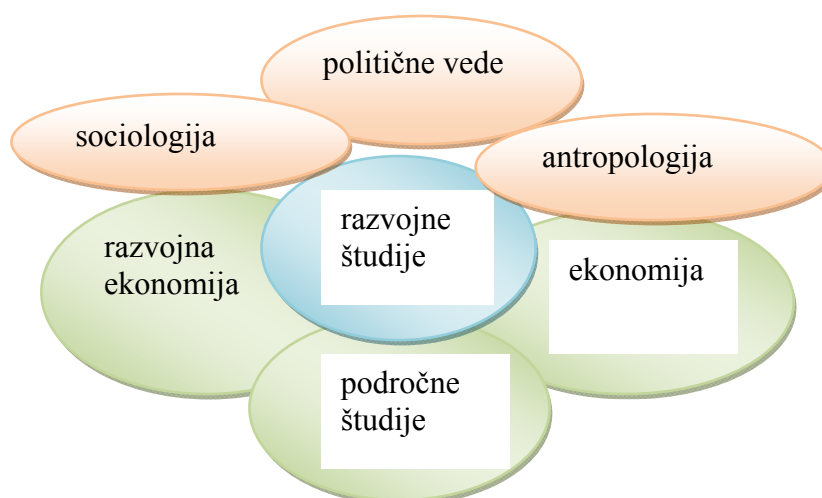 politične vede
sociologija
antropologija
razvojna
ekonomija
razvojne
študije
ekonomija
področne
študije